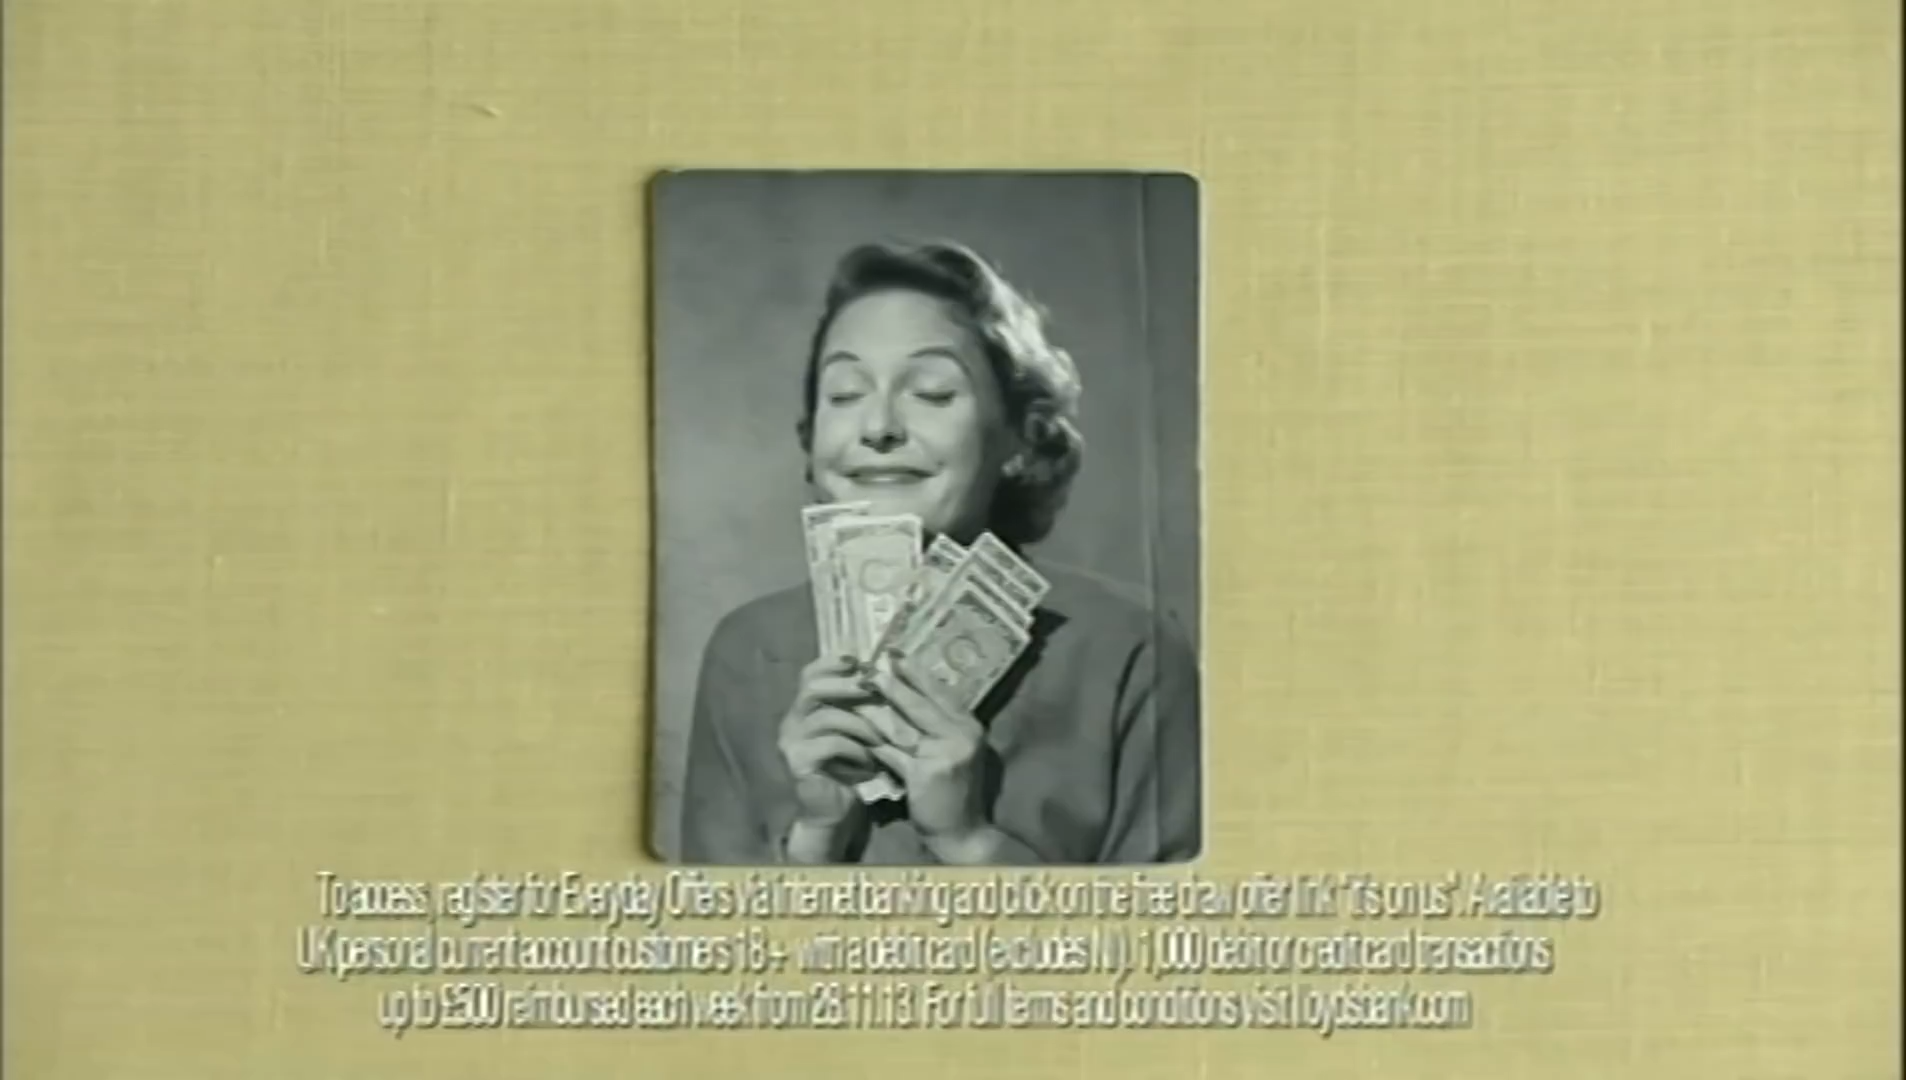 To access, register for Everyday Offers via internet banking and click on the free draw offer link "it's on us". Available to
UK personal current account customers 18+ with a debit card (excludes NI). 1,000 debit or credit card transactions
up to £500 reimbursed each week from 28.11.13. For full terms and conditions visit lloydsbank.com